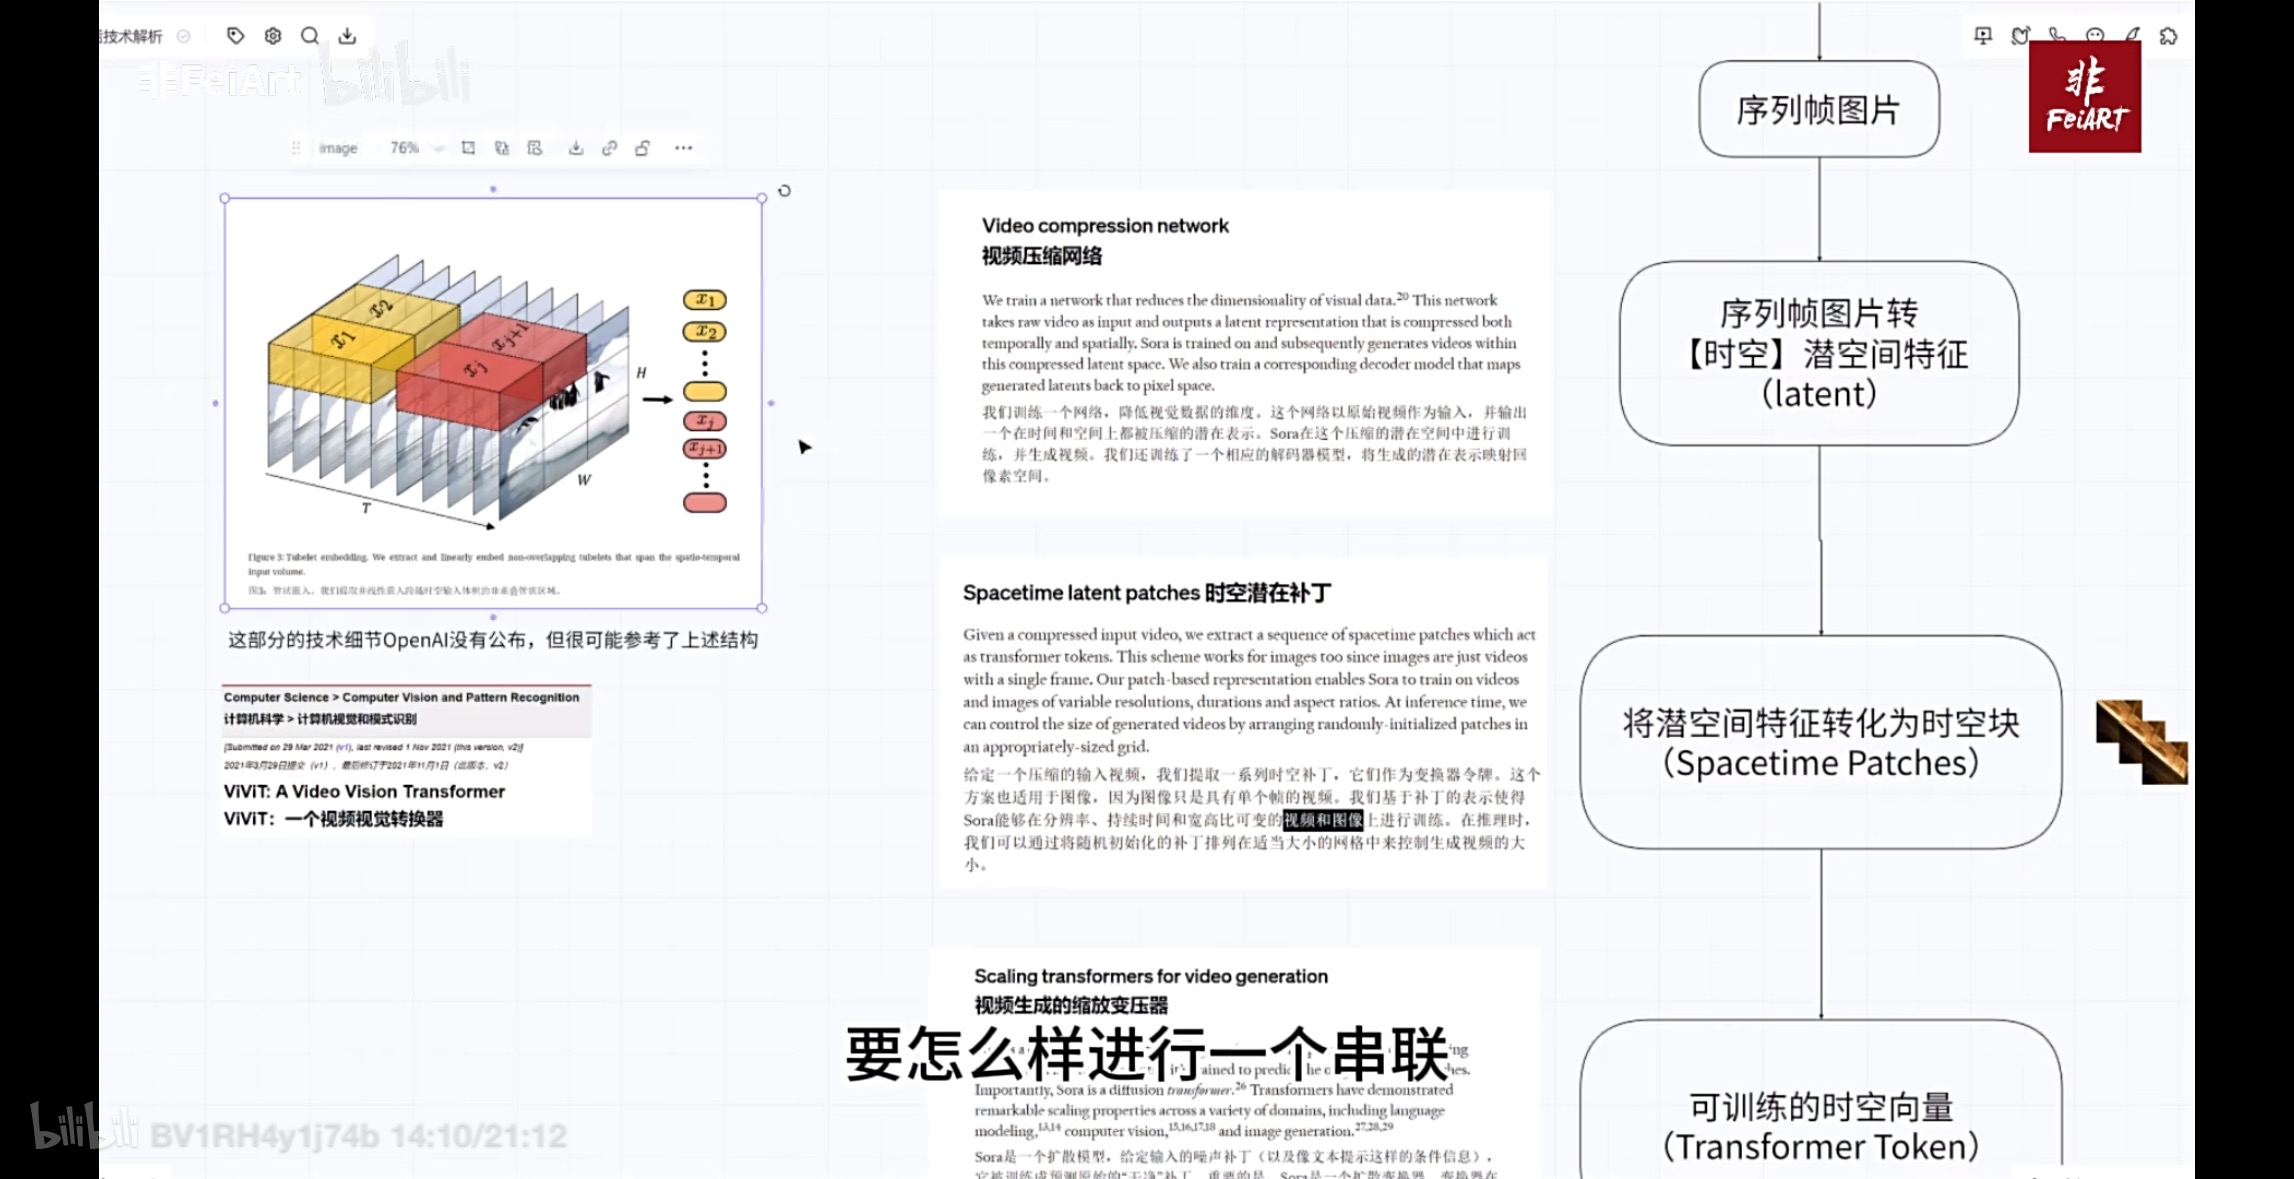 技术解析
非FeiArt bilibili
非
FeiART
image 76%
x1
x2
xj
xj+1
H
W
T
x1
x2
xj
xj+1
Figure 3: Tubelet embedding. We extract and linearly embed non-overlapping tubelets that span the spatio-temporal
input volume.
这部分的技术细节OpenAI没有公布，但很可能参考了上述结构
Computer Science > Computer Vision and Pattern Recognition
计算机科学 > 计算机视觉和模式识别
[Submitted on 29 Mar 2021 (v1), last revised 1 Nov 2021 (this version, v2)]
2021年3月29日提交（v1），最后修订于2021年11月1日（此版本，v2）
ViViT: A Video Vision Transformer
ViViT：一个视频视觉转换器
Video compression network
视频压缩网络
We train a network that reduces the dimensionality of visual data.20 This network
takes raw video as input and outputs a latent representation that is compressed both
temporally and spatially. Sora is trained on and subsequently generates videos within
this compressed latent space. We also train a corresponding decoder model that maps
generated latents back to pixel space.
我们训练一个网络，降低视觉数据的维度。这个网络以原始视频作为输入，并输出
一个在时间和空间上都被压缩的潜在表示。Sora在这个压缩的潜在空间中进行训
练，并生成视频。我们还训练了一个相应的解码器模型，将生成的潜在表示映射回
像素空间。
Spacetime latent patches 时空潜在补丁
Given a compressed input video, we extract a sequence of spacetime patches which act
as transformer tokens. This scheme works for images too since images are just videos
with a single frame. Our patch-based representation enables Sora to train on videos
and images of variable resolutions, durations and aspect ratios. At inference time, we
can control the size of generated videos by arranging randomly-initialized patches in
an appropriately-sized grid.
给定一个压缩的输入视频，我们提取一系列时空补丁，它们作为变换器令牌。这个
方案也适用于图像，因为图像只是具有单个帧的视频。我们基于补丁的表示使得
Sora能够在分辨率、持续时间和宽高比可变的视频和图像上进行训练。在推理时，
我们可以通过将随机初始化的补丁排列在适当大小的网格中来控制生成视频的大
小。
Scaling transformers for video generation
视频生成的缩放变压器
Importantly, Sora is a diffusion transformer.26 Transformers have demonstrated
remarkable scaling properties across a variety of domains, including language
modeling,13,14 computer vision,15,16,17,18 and image generation.27,28,29
Sora是一个扩散模型，给定输入的噪声补丁（以及像文本提示这样的条件信息），
序列帧图片
序列帧图片转
【时空】潜空间特征
（latent）
将潜空间特征转化为时空块
（Spacetime Patches）
可训练的时空向量
（Transformer Token）
要怎么样进行一个串联
bilibili BV1RH4y1j74b 14:10/21:12